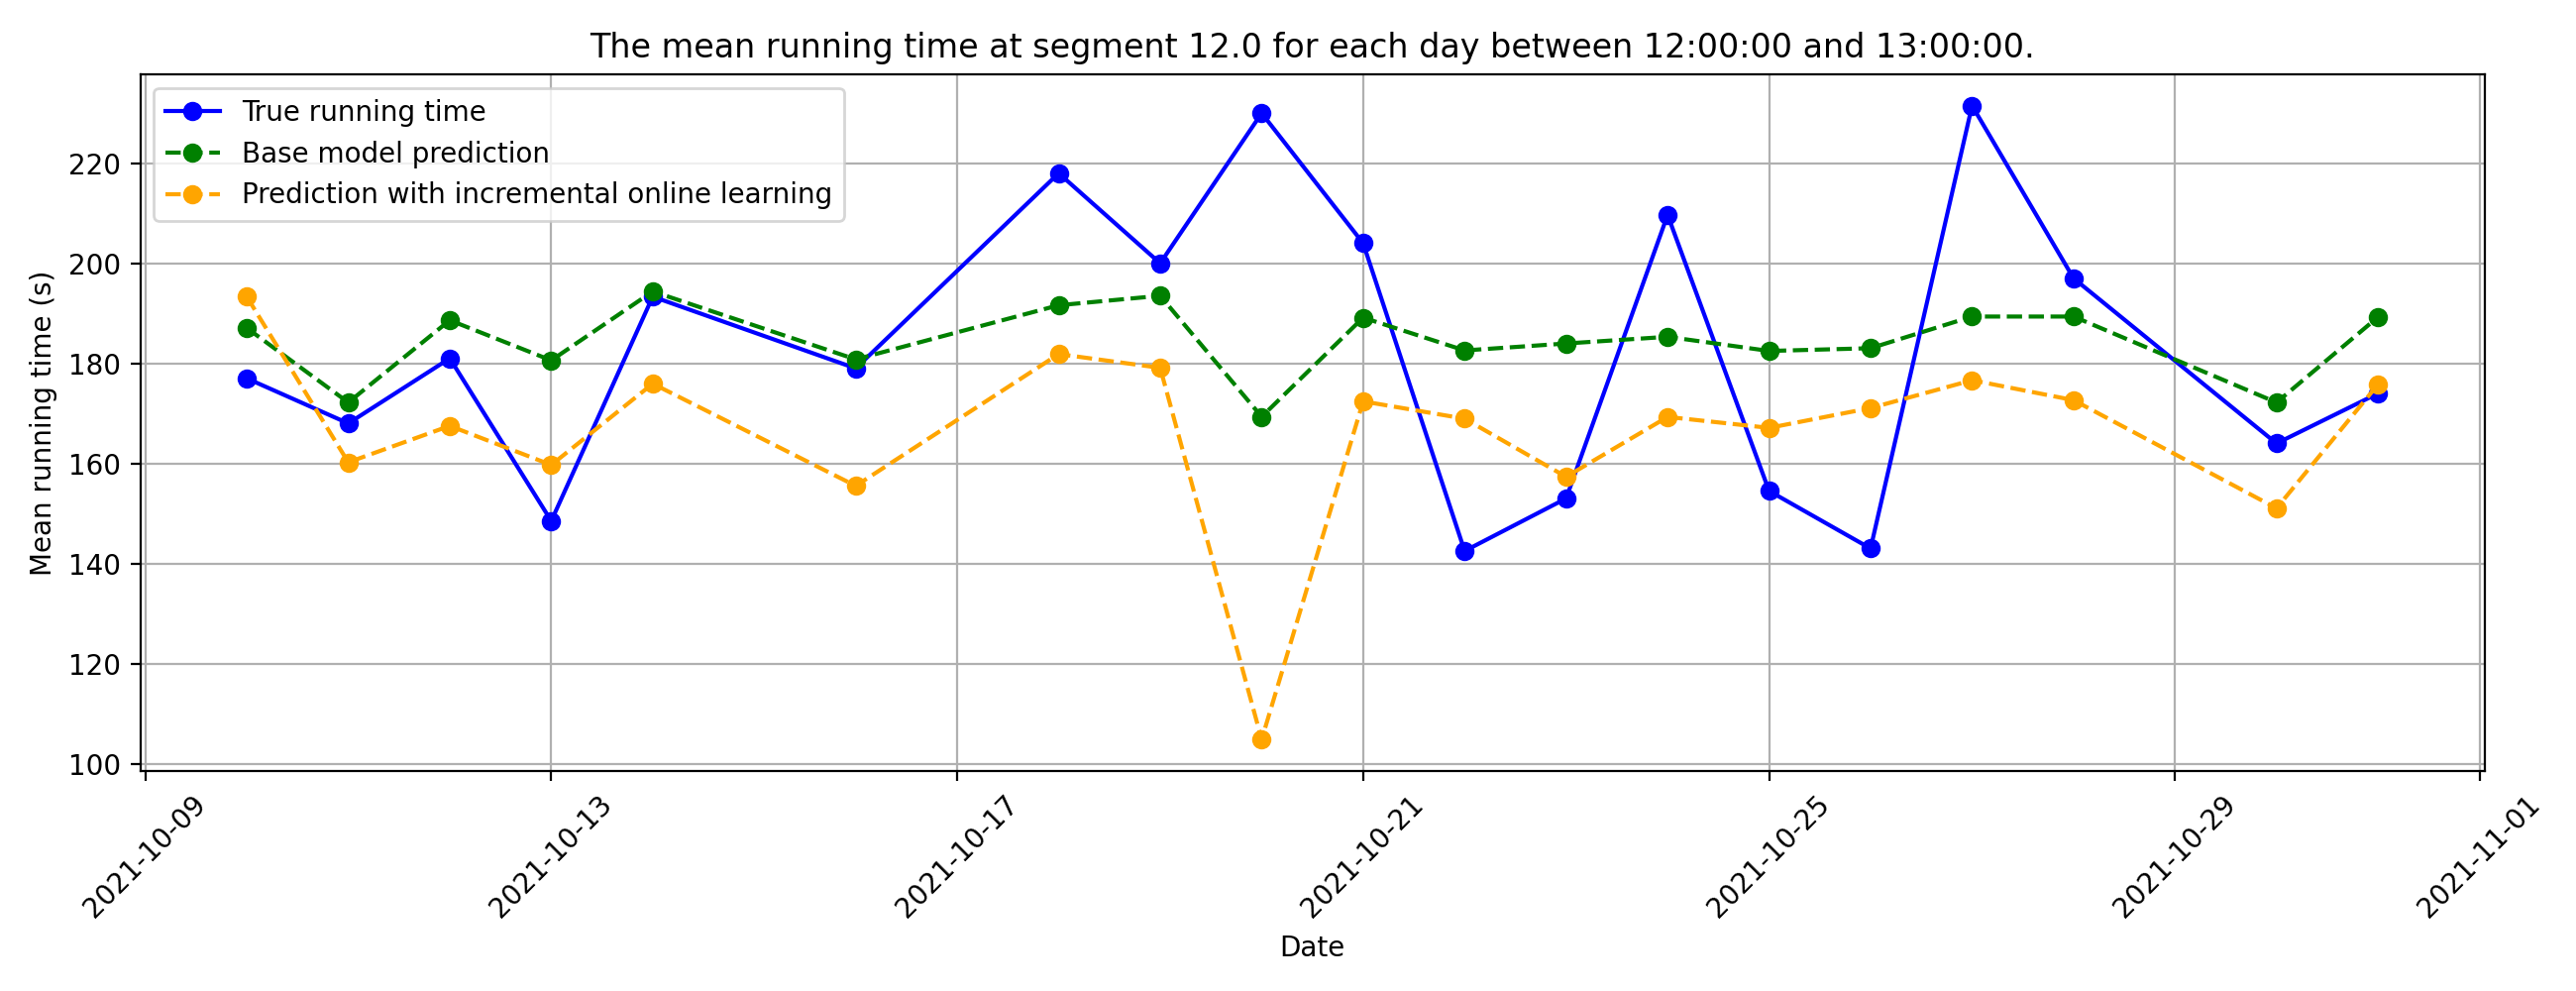 The mean running time at segment 12.0 for each day between 12:00:00 and 13:00:00.
True running time
Base model prediction
Prediction with incremental online learning
Mean running time (s)
220
200
180
160
140
120
100
2021-10-09
2021-10-13
2021-10-17
2021-10-21
2021-10-25
2021-10-29
2021-11-01
Date